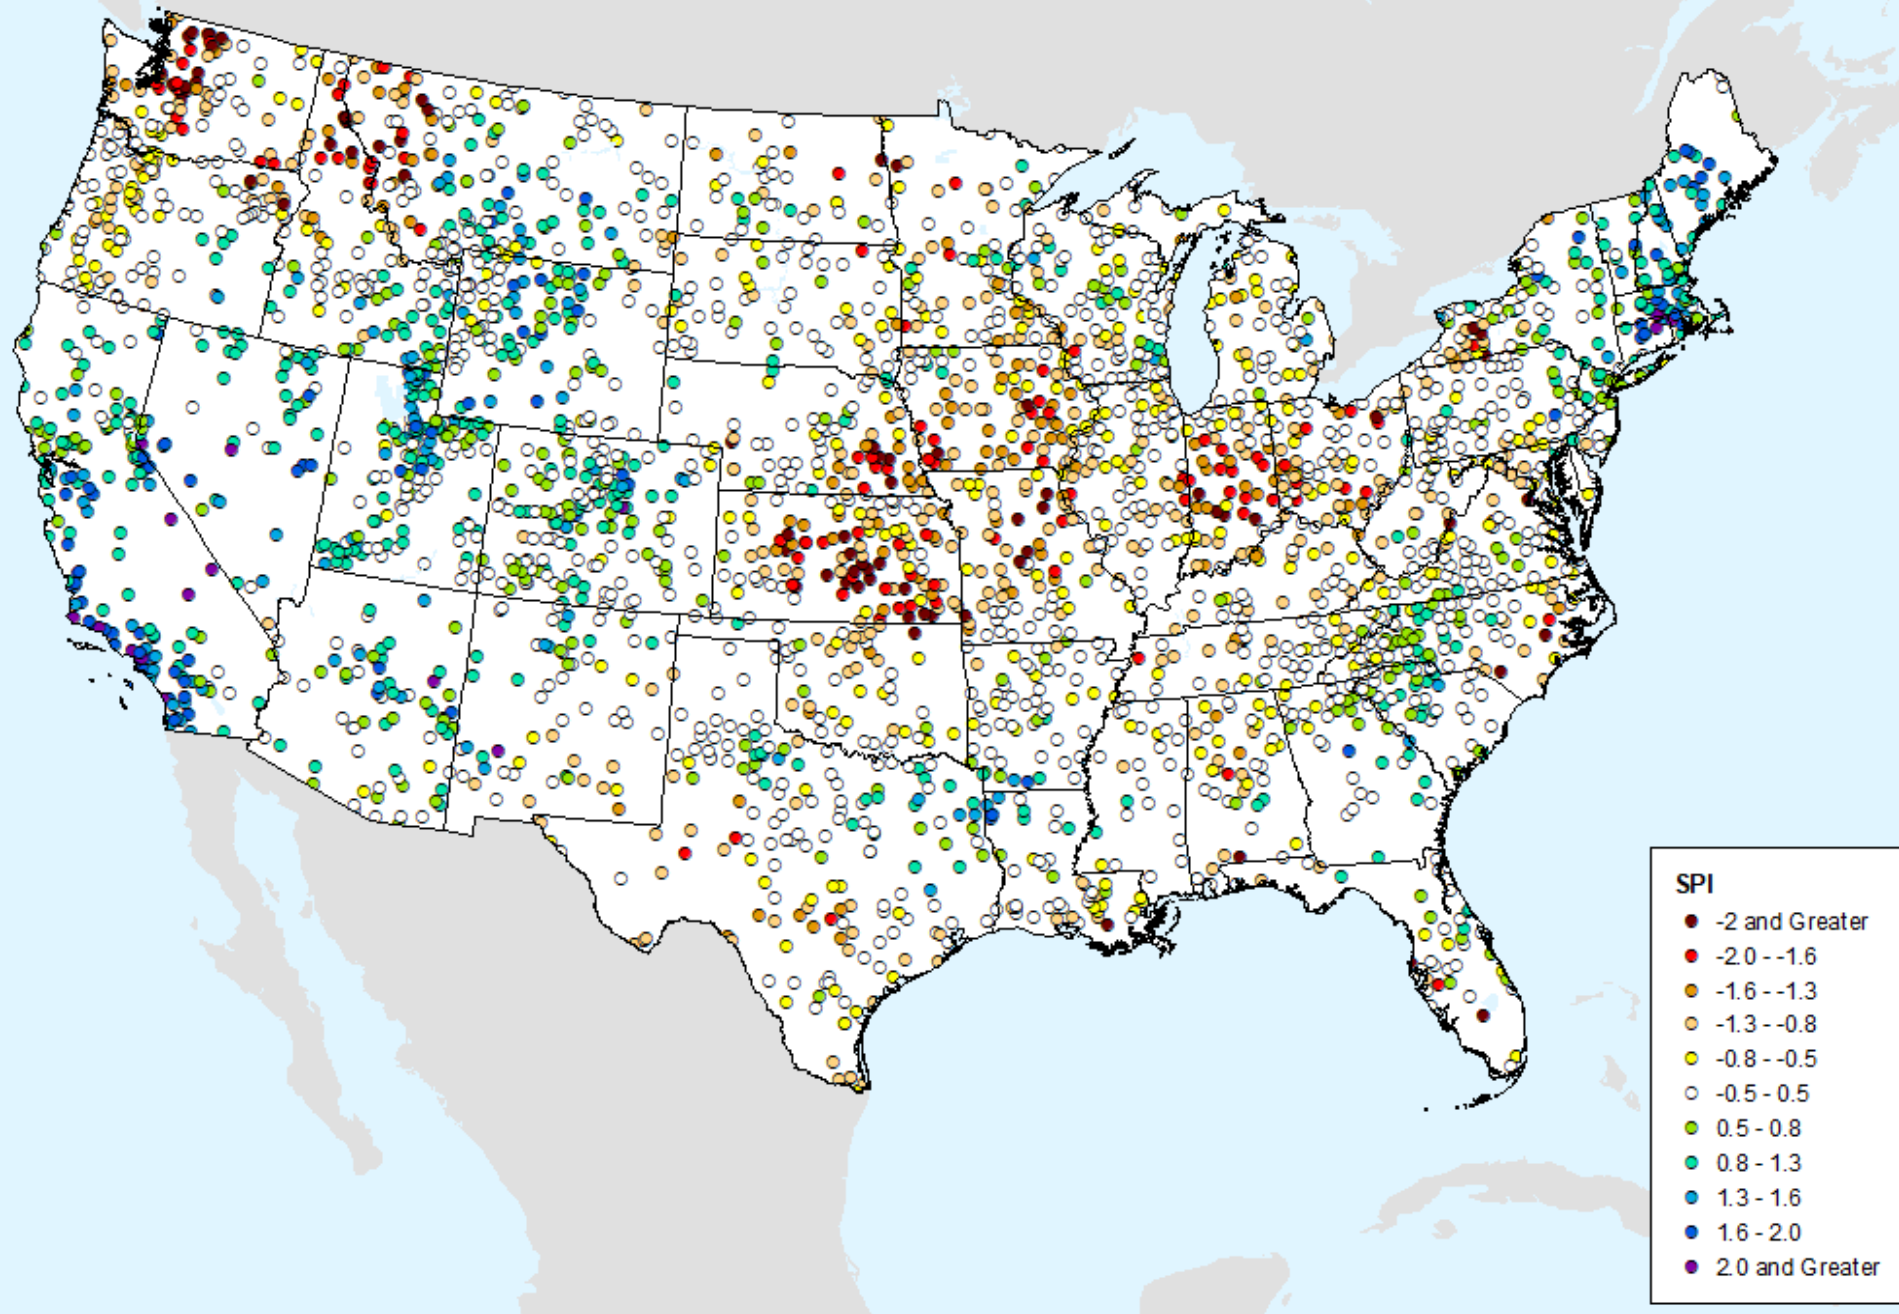 SPI
-2 and Greater
-2.0 - -1.6
-1.6 - -1.3
-1.3 - -0.8
-0.8 - -0.5
-0.5 - 0.5
0.5 - 0.8
0.8 - 1.3
1.3 - 1.6
1.6 - 2.0
2.0 and Greater